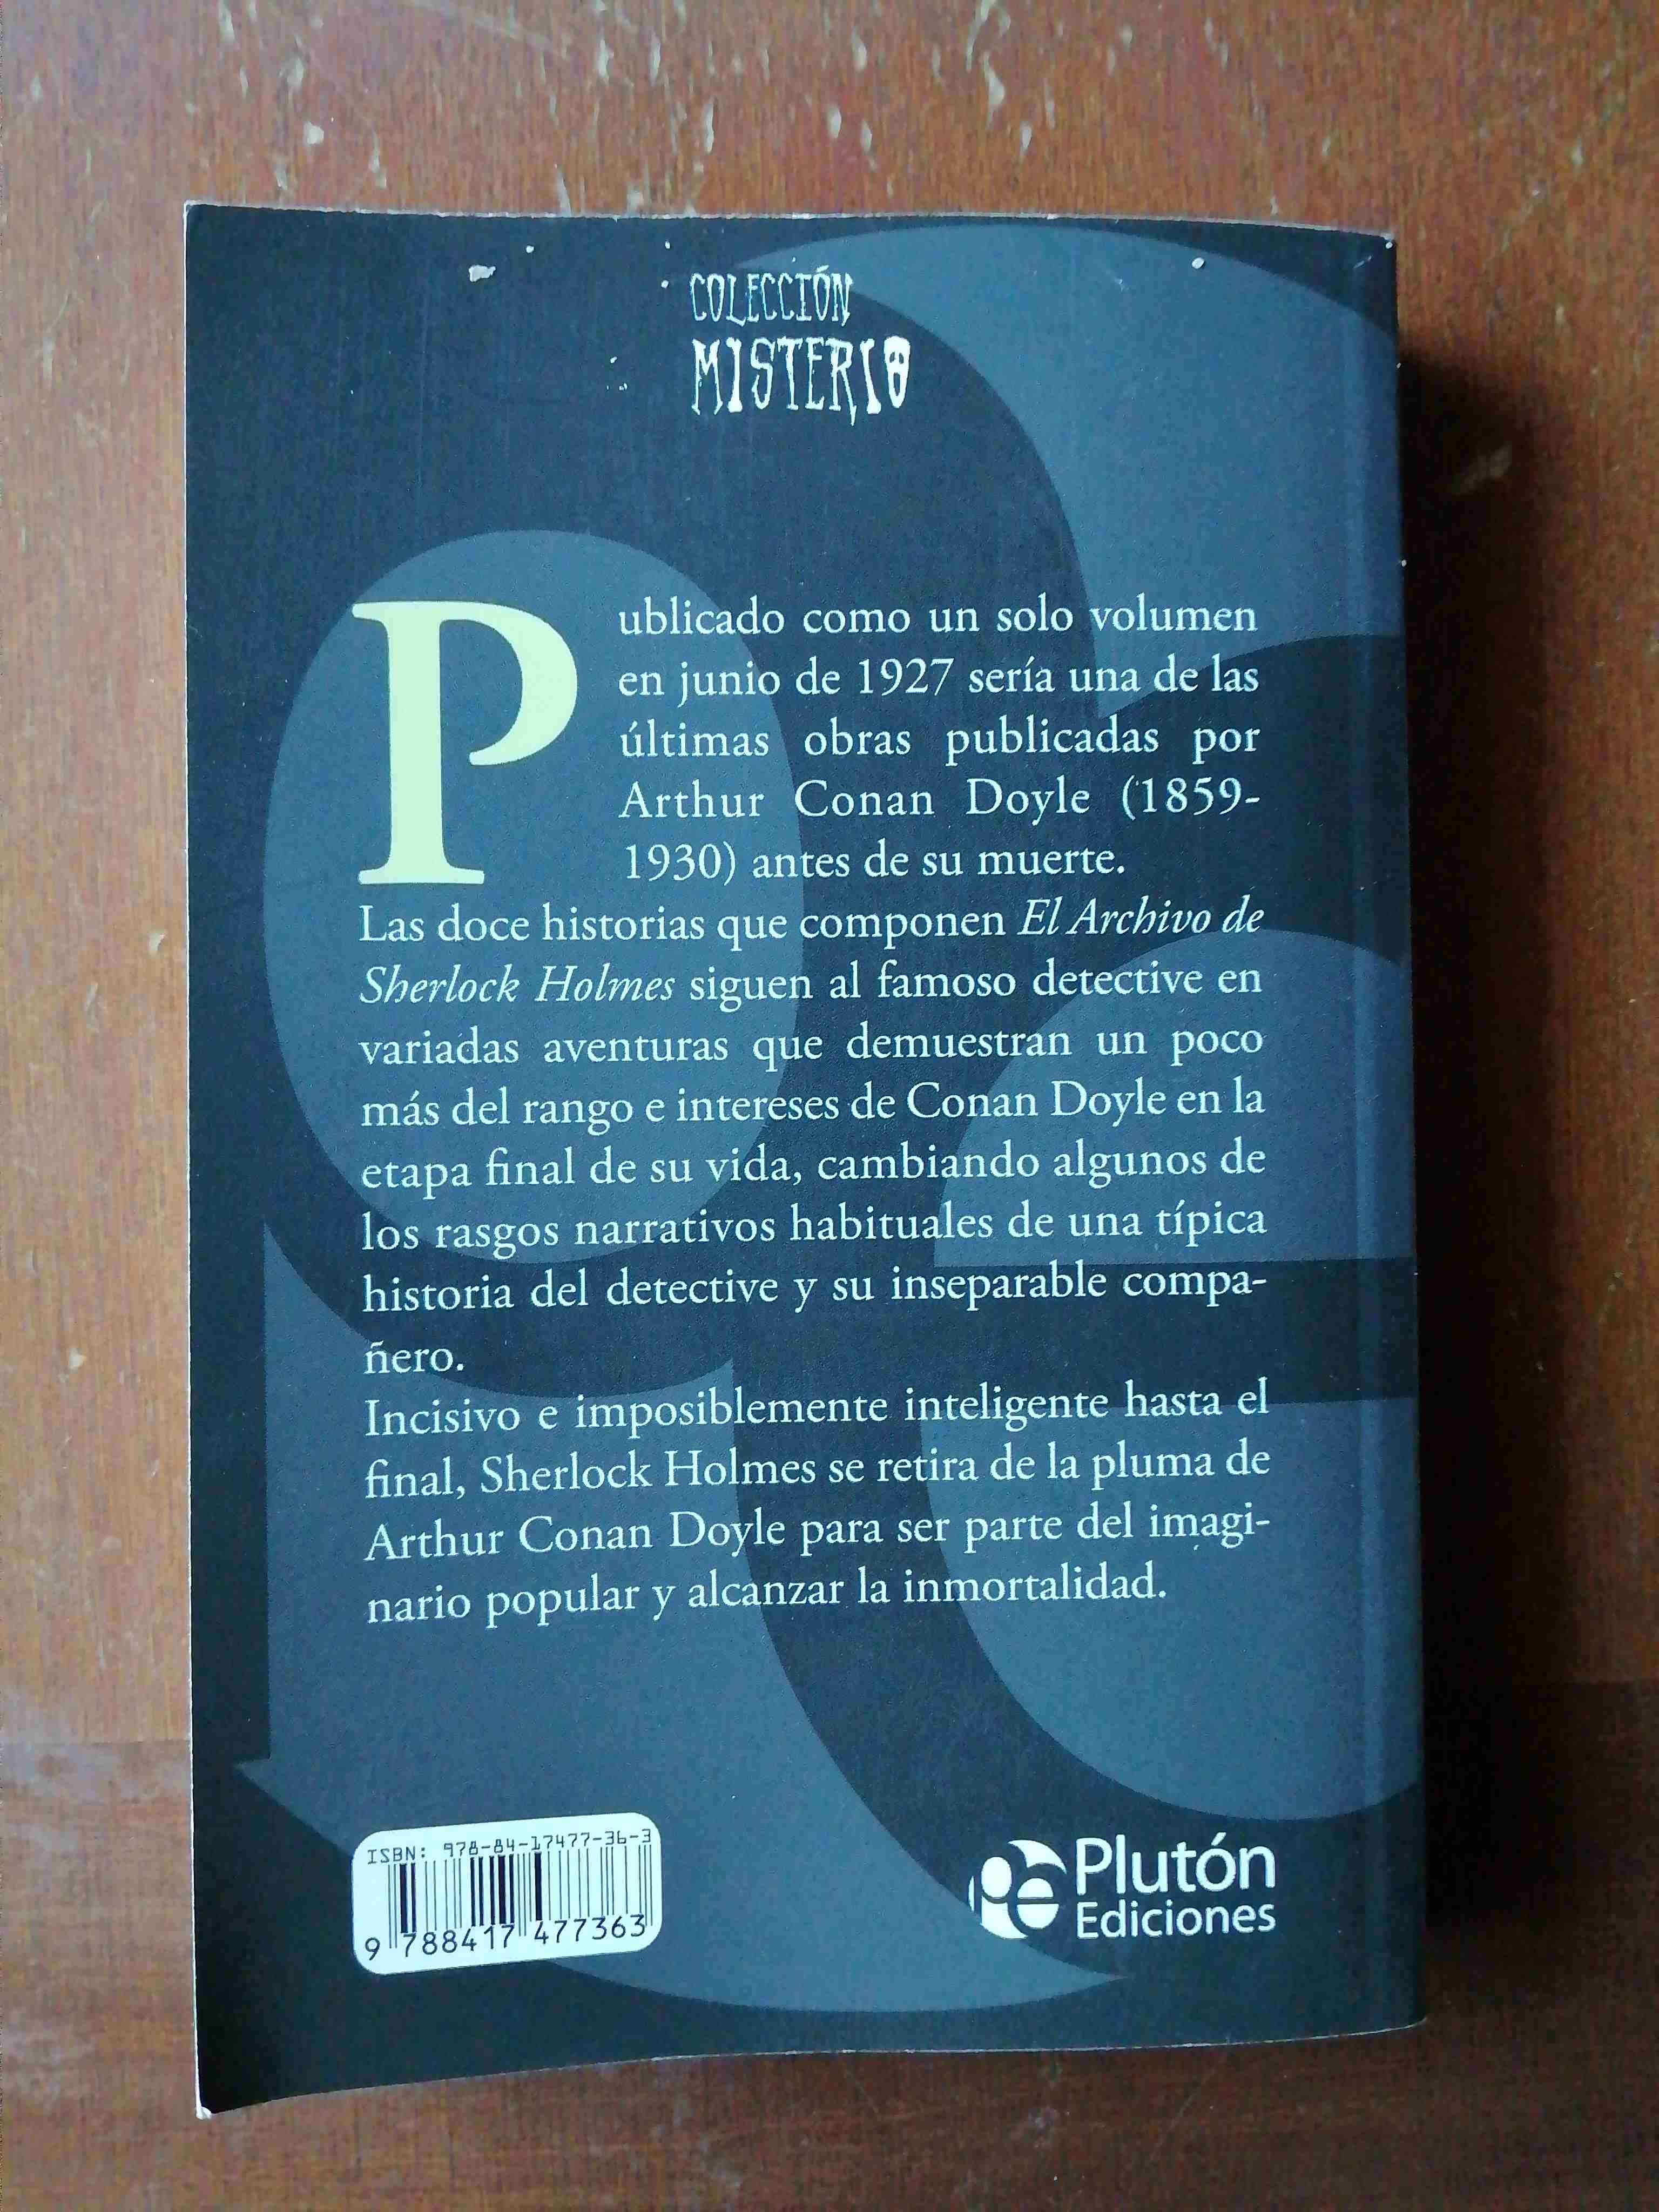 COLECCIÓN
MISTERIO
Publicado como un solo volumen
en junio de 1927 sería una de las
últimas obras publicadas por
Arthur Conan Doyle (1859-
1930) antes de su muerte.
Las doce historias que componen El Archivo de
Sherlock Holmes siguen al famoso detective en
variadas aventuras que demuestran un poco
más del rango e intereses de Conan Doyle en la
etapa final de su vida, cambiando algunos de
los rasgos narrativos habituales de una típica
historia del detective y su inseparable compa-
ñero.
Incisivo e imposiblemente inteligente hasta el
final, Sherlock Holmes se retira de la pluma de
Arthur Conan Doyle para ser parte del imagi-
nario popular y alcanzar la inmortalidad.
ISBN: 978-84-17477-36-3
9 788417 477363
Plutón
Ediciones